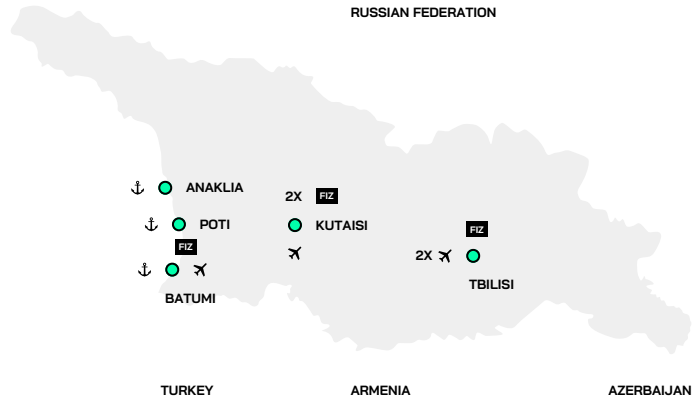 RUSSIAN FEDERATION
ANAKLIA
2X FIZ
POTI
KUTAISI
FIZ
FIZ
2X
BATUMI
TBILISI
TURKEY
ARMENIA
AZERBAIJAN